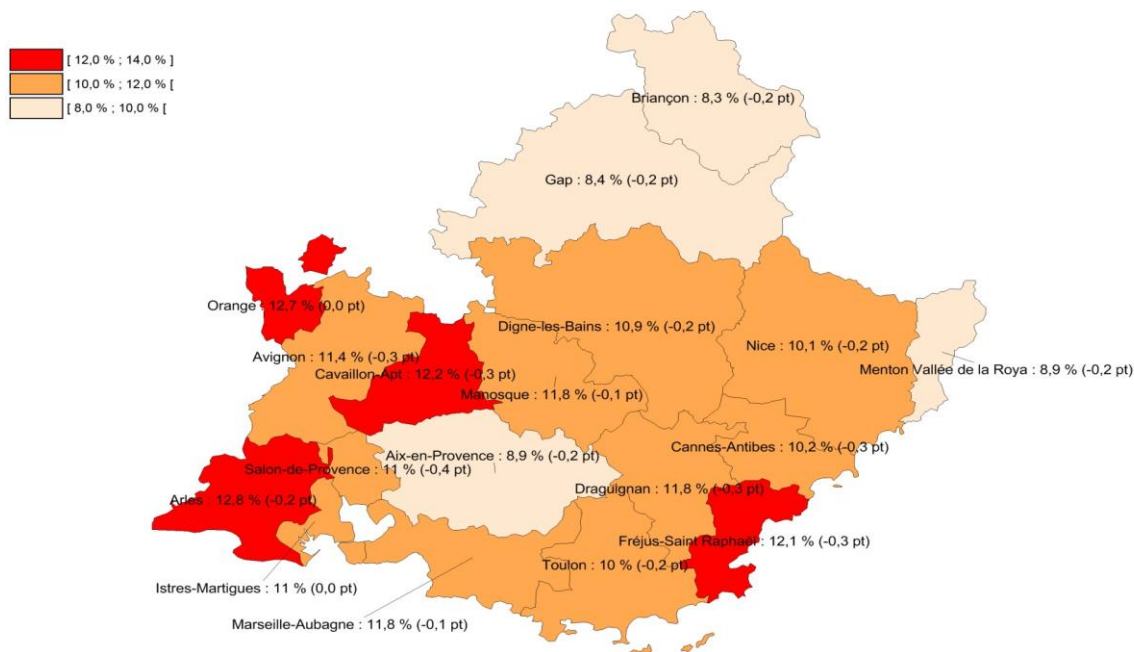 [ 12,0 % ; 14,0 % ]
[ 10,0 % ; 12,0 % [
[ 8,0 % ; 10,0 % [
Briançon : 8,3 % (-0,2 pt)
Gap : 8,4 % (-0,2 pt)
Orange : 12,7 % (0,0 pt)
Digne-les-Bains : 10,9 % (-0,2 pt)
Nice : 10,1 % (-0,2 pt)
Avignon : 11,4 % (-0,3 pt)
Menton Vallée de la Roya : 8,9 % (-0,2 pt)
Cavaillon-Apt : 12,2 % (-0,3 pt)
Manosque : 11,8 % (-0,1 pt)
Cannes-Antibes : 10,2 % (-0,3 pt)
Aix-en-Provence : 8,9 % (-0,2 pt)
Salon-de-Provence : 11 % (-0,4 pt)
Draguignan : 11,8 % (-0,3 pt)
Arles : 12,8 % (-0,2 pt)
Fréjus-Saint Raphaël : 12,1 % (-0,3 pt)
Toulon : 10 % (-0,2 pt)
Istres-Martigues : 11 % (0,0 pt)
Marseille-Aubagne : 11,8 % (-0,1 pt)